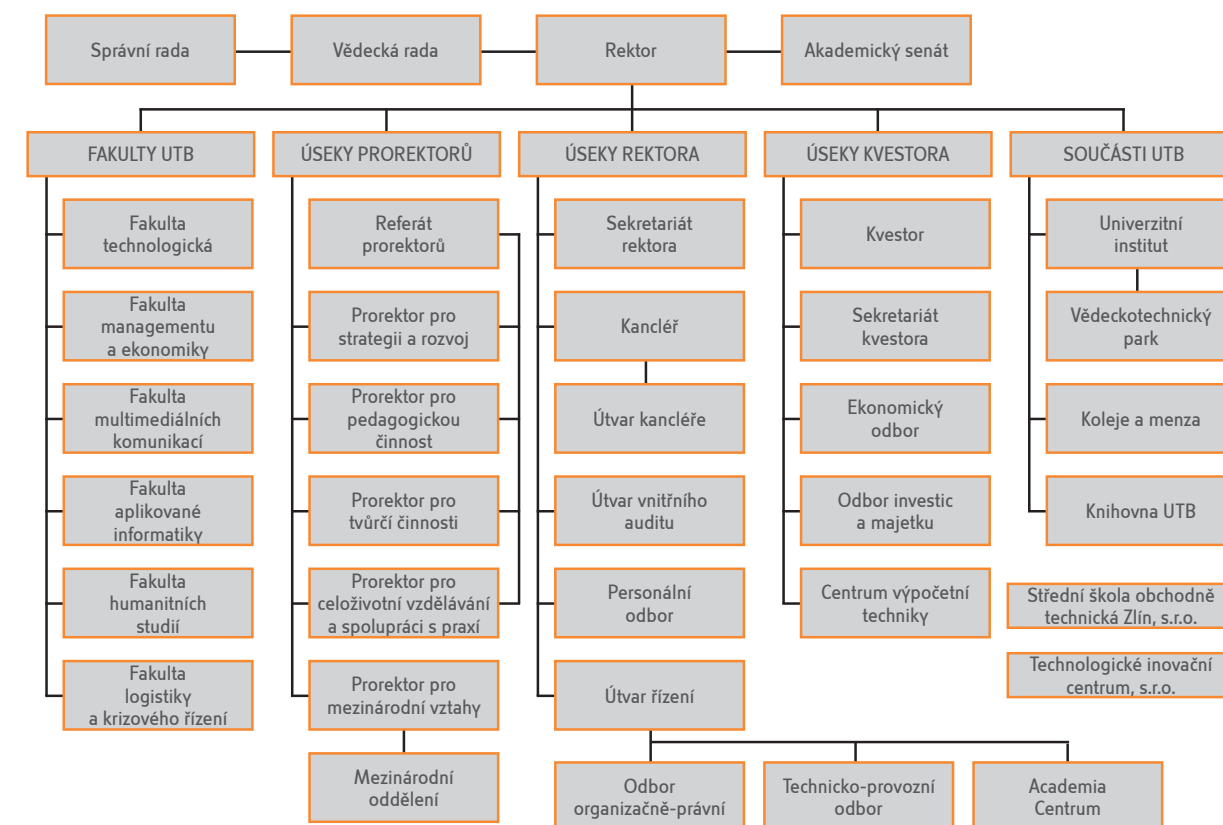 Správní rada
Vědecká rada
Rektor
Akademický senát
FAKULTY UTB
ÚSEKY PROREKTORŮ
ÚSEKY REKTORA
ÚSEKY KVESTORA
SOUČÁSTI UTB
Fakulta
technologická
Fakulta
managementu
a ekonomiky
Fakulta
multimediálních
komunikací
Fakulta
aplikované
informatiky
Fakulta
humanitních
studií
Fakulta
logistiky
a krizového řízení
Referát
prorektorů
Prorektor pro
strategii a rozvoj
Prorektor pro
pedagogickou
činnost
Prorektor pro
tvůrčí činnosti
Prorektor pro
celoživotní vzdělávání
a spolupráci s praxí
Prorektor pro
mezinárodní vztahy
Mezinárodní
oddělení
Sekretariát
rektora
Kancléř
Útvar kancléře
Útvar vnitřního
auditu
Personální
odbor
Útvar řízení
Odbor
organizačně-právní
Technicko-provozní
odbor
Academia
Centrum
Kvestor
Sekretariát
kvestora
Ekonomický
odbor
Odbor investic
a majetku
Centrum výpočetní
techniky
Univerzitní
institut
Vědeckotechnický
park
Koleje a menza
Knihovna UTB
Střední škola obchodně
technická Zlín, s.r.o.
Technologické inovační
centrum, s.r.o.